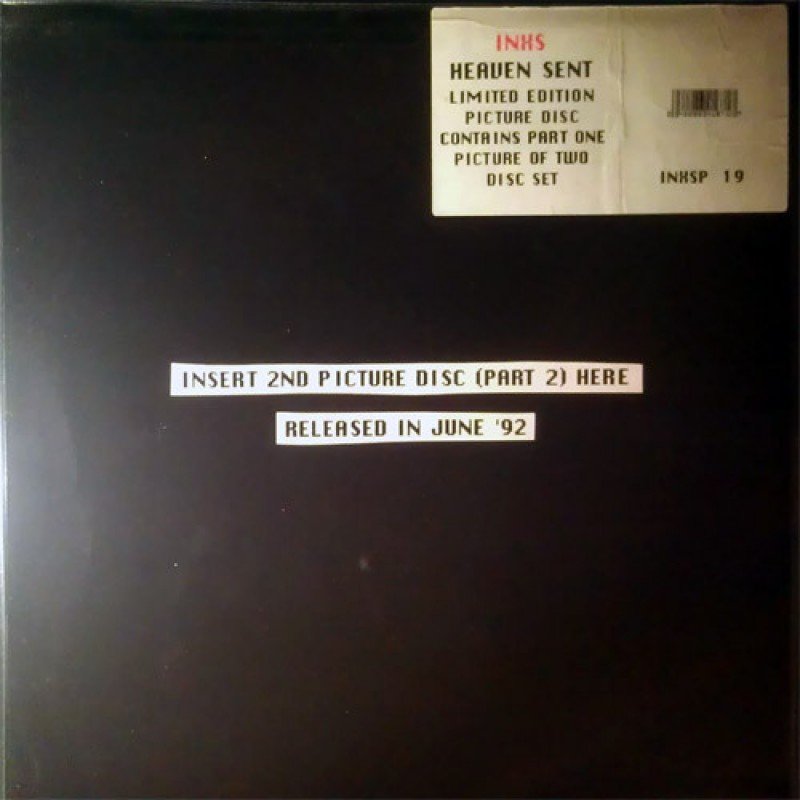 INXS
HEAVEN SENT
LIMITED EDITION
PICTURE DISC
CONTAINS PART ONE
PICTURE OF TWO
DISC SET
INXSP 19
INSERT 2ND PICTURE DISC (PART 2) HERE
RELEASED IN JUNE '92